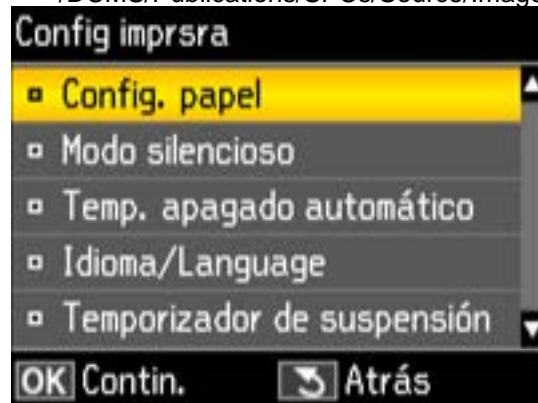 Config imprsra
Config. papel
Modo silencioso
Temp. apagado automático
Idioma/Language
Temporizador de suspensión
OK Contin. Atrás